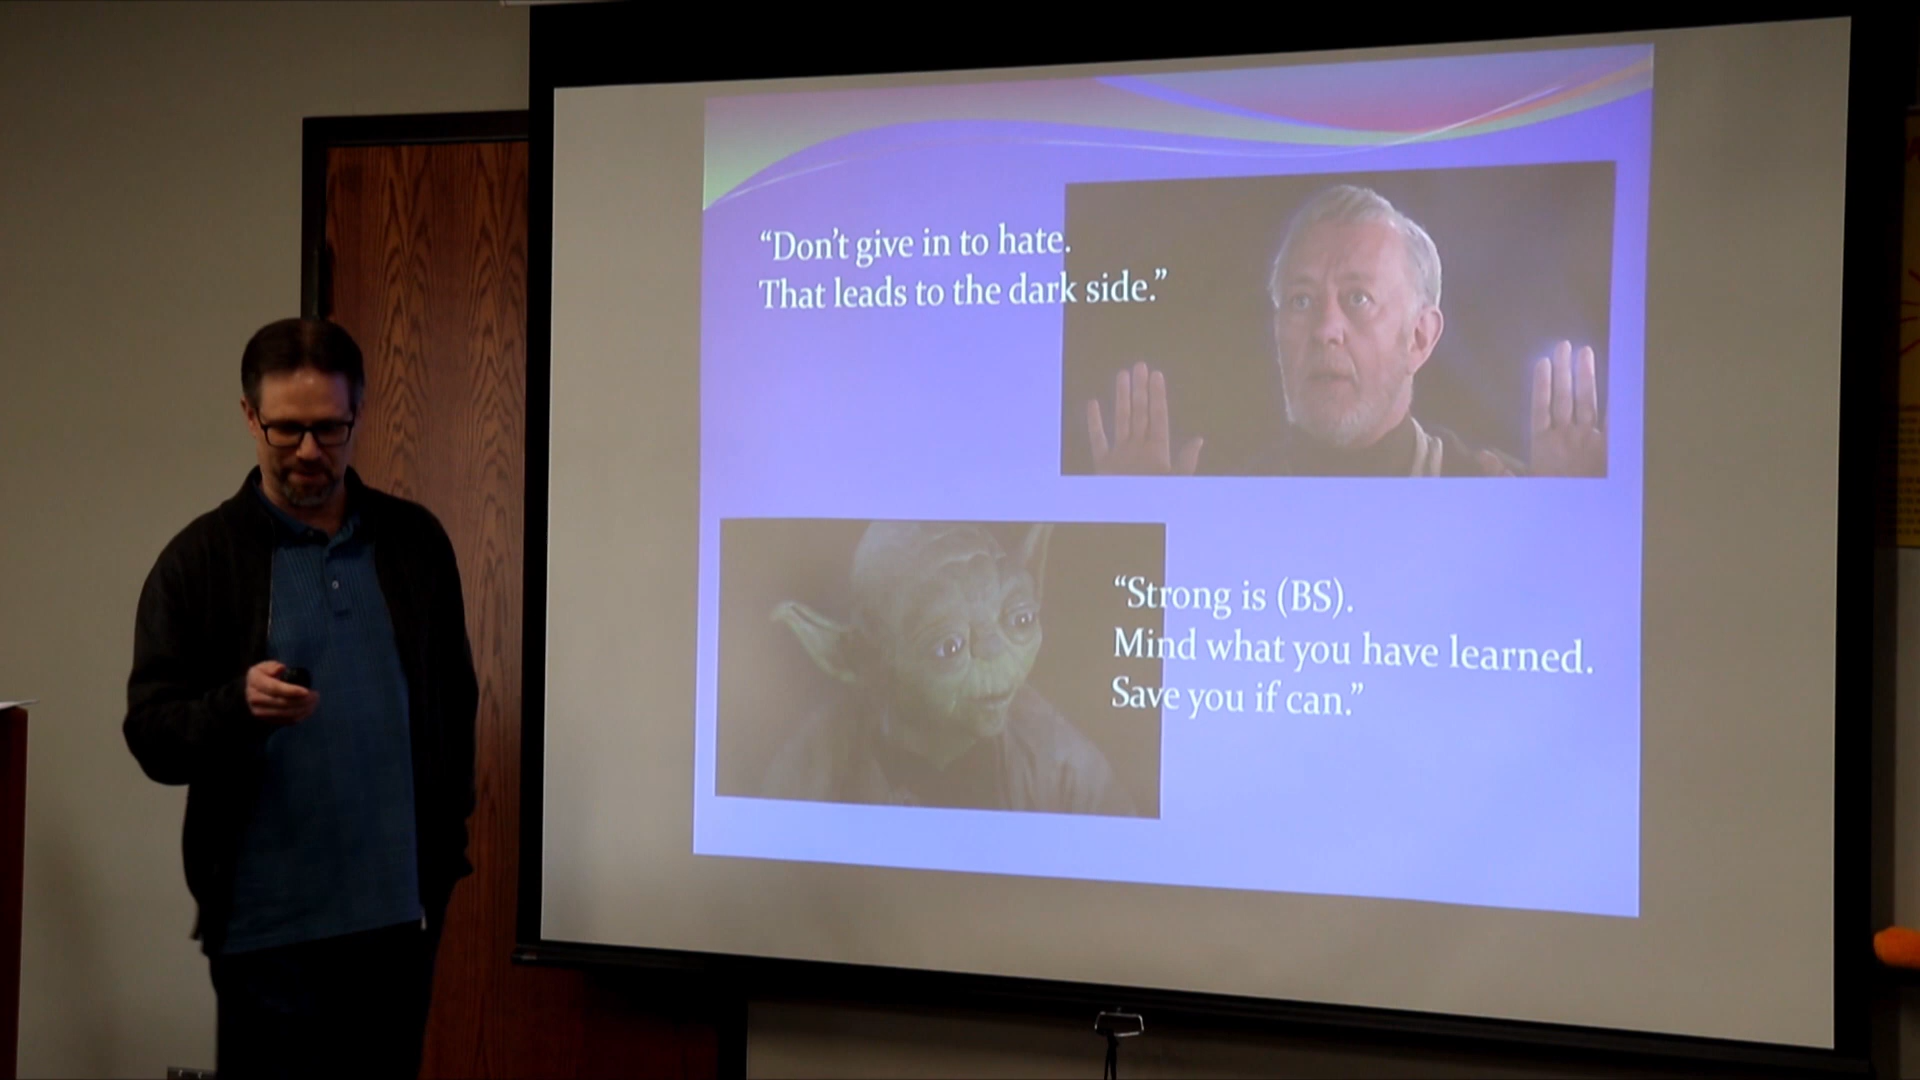 “Don’t give in to hate.
That leads to the dark side.”
“Strong is (BS).
Mind what you have learned.
Save you if can.”